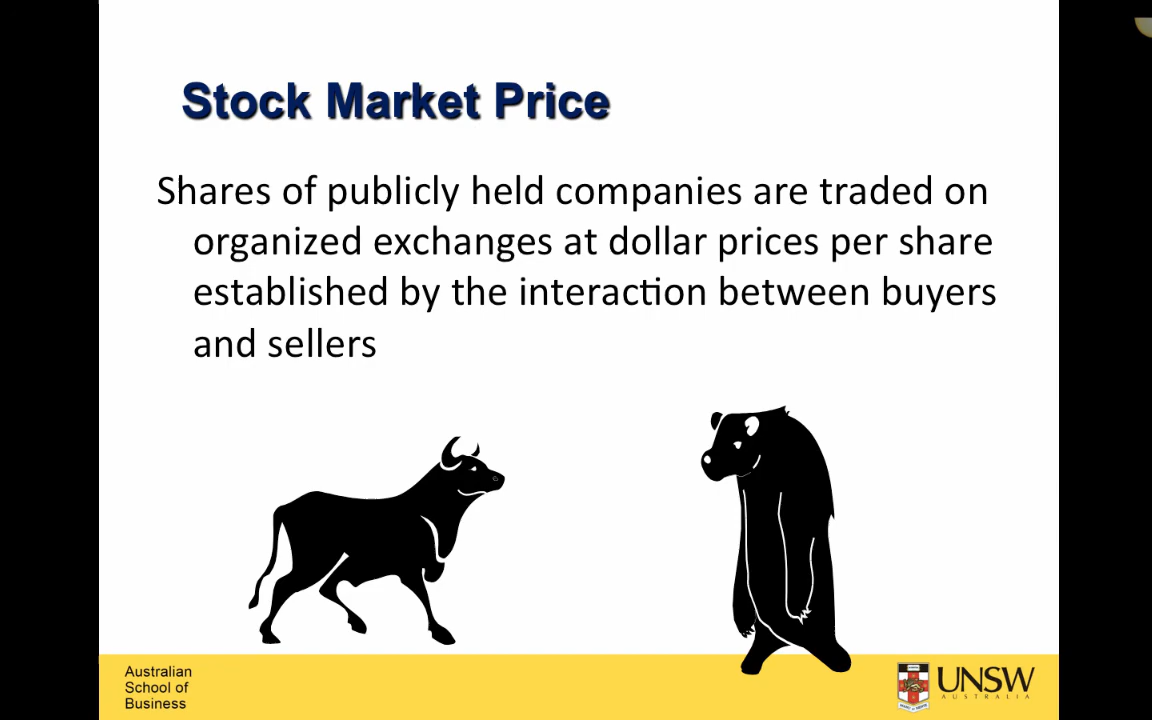 Stock Market Price
Shares of publicly held companies are traded on
organized exchanges at dollar prices per share
established by the interaction between buyers
and sellers
Australian
School of
Business
UNSW
AUSTRALIA